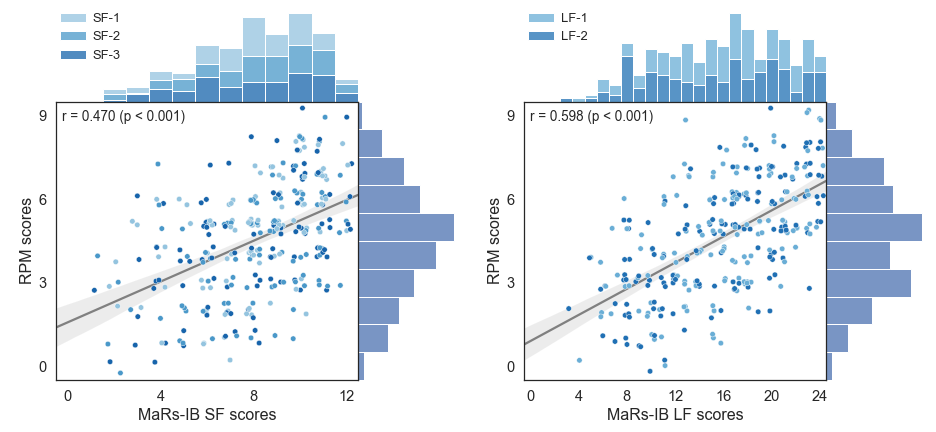 SF-1
SF-2
SF-3
r = 0.470 (p < 0.001)
RPM scores
9
6
3
0
0 4 8 12
MaRs-IB SF scores
LF-1
LF-2
r = 0.598 (p < 0.001)
RPM scores
9
6
3
0
0 4 8 12 16 20 24
MaRs-IB LF scores